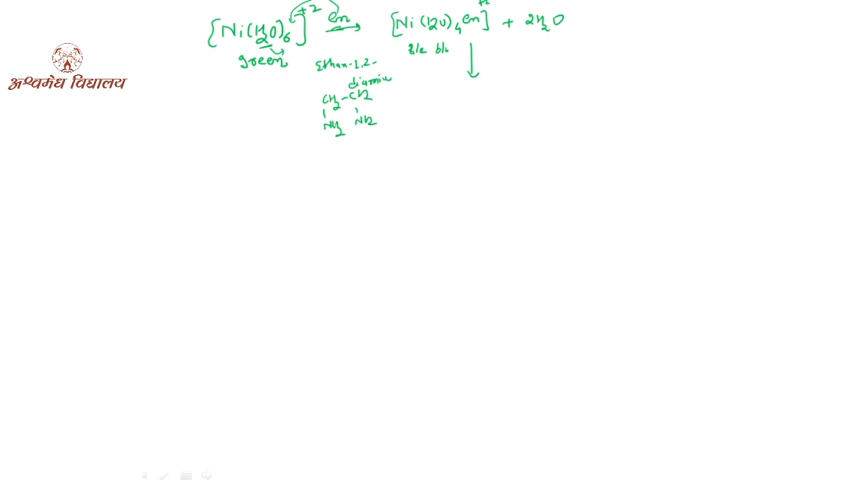 [Ni(H₂O)₆]⁺² en → [Ni(H₂O)₄en]⁺² + 2H₂O
green
Ethan-1,2-
diamine
CH₂-CH₂
NH₂ NH₂
अश्वमेध विद्यालय